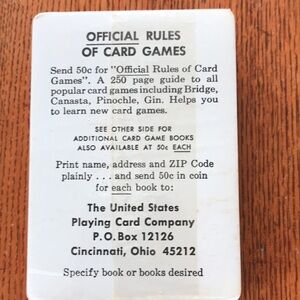 OFFICIAL RULES
OF CARD GAMES
Send 50c for "Official Rules of Card
Games". A 250 page guide to all
popular card games including Bridge,
Canasta, Pinochle, Gin. Helps you
to learn new card games.
SEE OTHER SIDE FOR
ADDITIONAL CARD GAME BOOKS
ALSO AVAILABLE AT 50c EACH
Print name, address and ZIP Code
plainly . . . and send 50c in coin
for each book to:
The United States
Playing Card Company
P.O. Box 12126
Cincinnati, Ohio 45212
Specify book or books desired